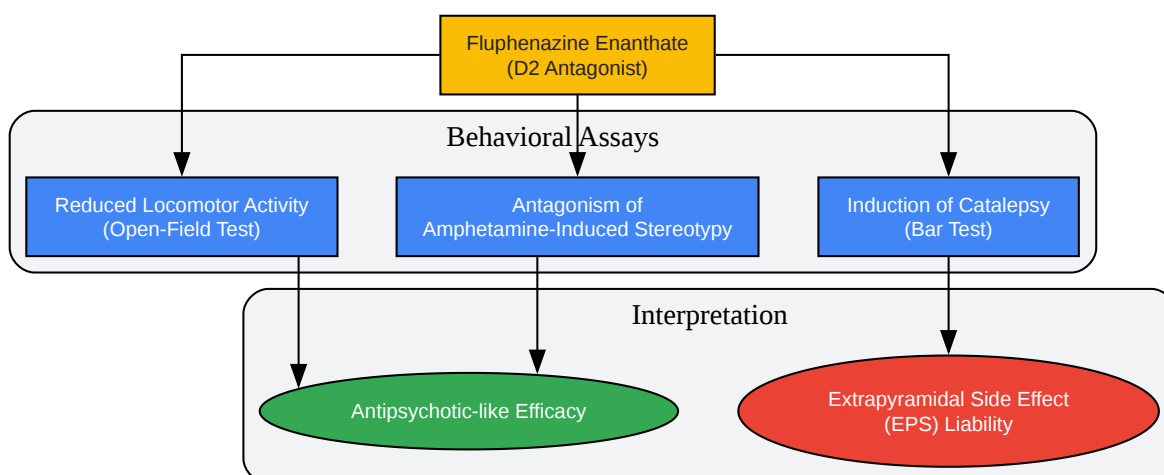 Fluphenazine Enanthate
(D2 Antagonist)
Behavioral Assays
Reduced Locomotor Activity
(Open-Field Test)
Antagonism of
Amphetamine-Induced Stereotypy
Induction of Catalepsy
(Bar Test)
Interpretation
Antipsychotic-like Efficacy
Extrapyramidal Side Effect
(EPS) Liability